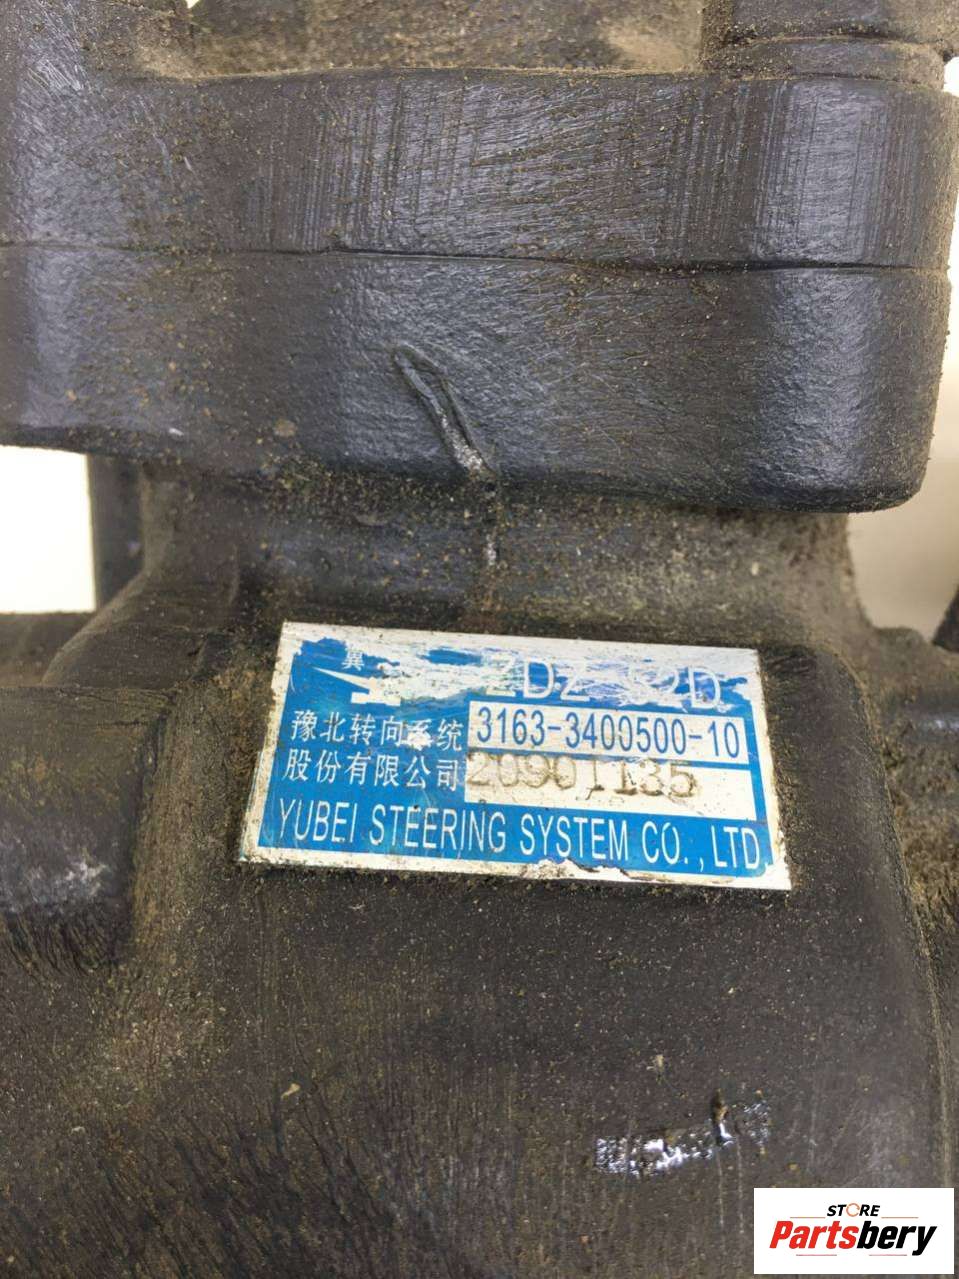 豫北转向系统
股份有限公司
3163-3400500-10
20901135
YUBEI STEERING SYSTEM CO.,LTD.
STORE
Partsbery